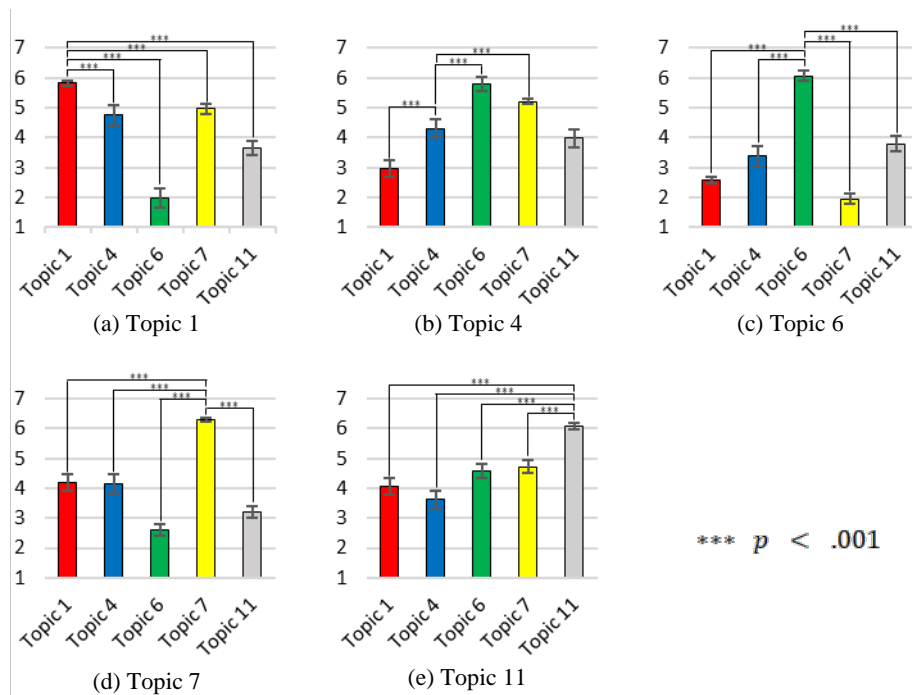 ***
***
***
***
7
6
5
4
3
2
1
Topic 1
Topic 4
Topic 6
Topic 7
Topic 11
(a) Topic 1
***
***
***
7
6
5
4
3
2
1
Topic 1
Topic 4
Topic 6
Topic 7
Topic 11
(b) Topic 4
***
***
***
***
7
6
5
4
3
2
1
Topic 1
Topic 4
Topic 6
Topic 7
Topic 11
(c) Topic 6
***
***
***
***
7
6
5
4
3
2
1
Topic 1
Topic 4
Topic 6
Topic 7
Topic 11
(d) Topic 7
***
***
***
***
7
6
5
4
3
2
1
Topic 1
Topic 4
Topic 6
Topic 7
Topic 11
(e) Topic 11
*** p < .001